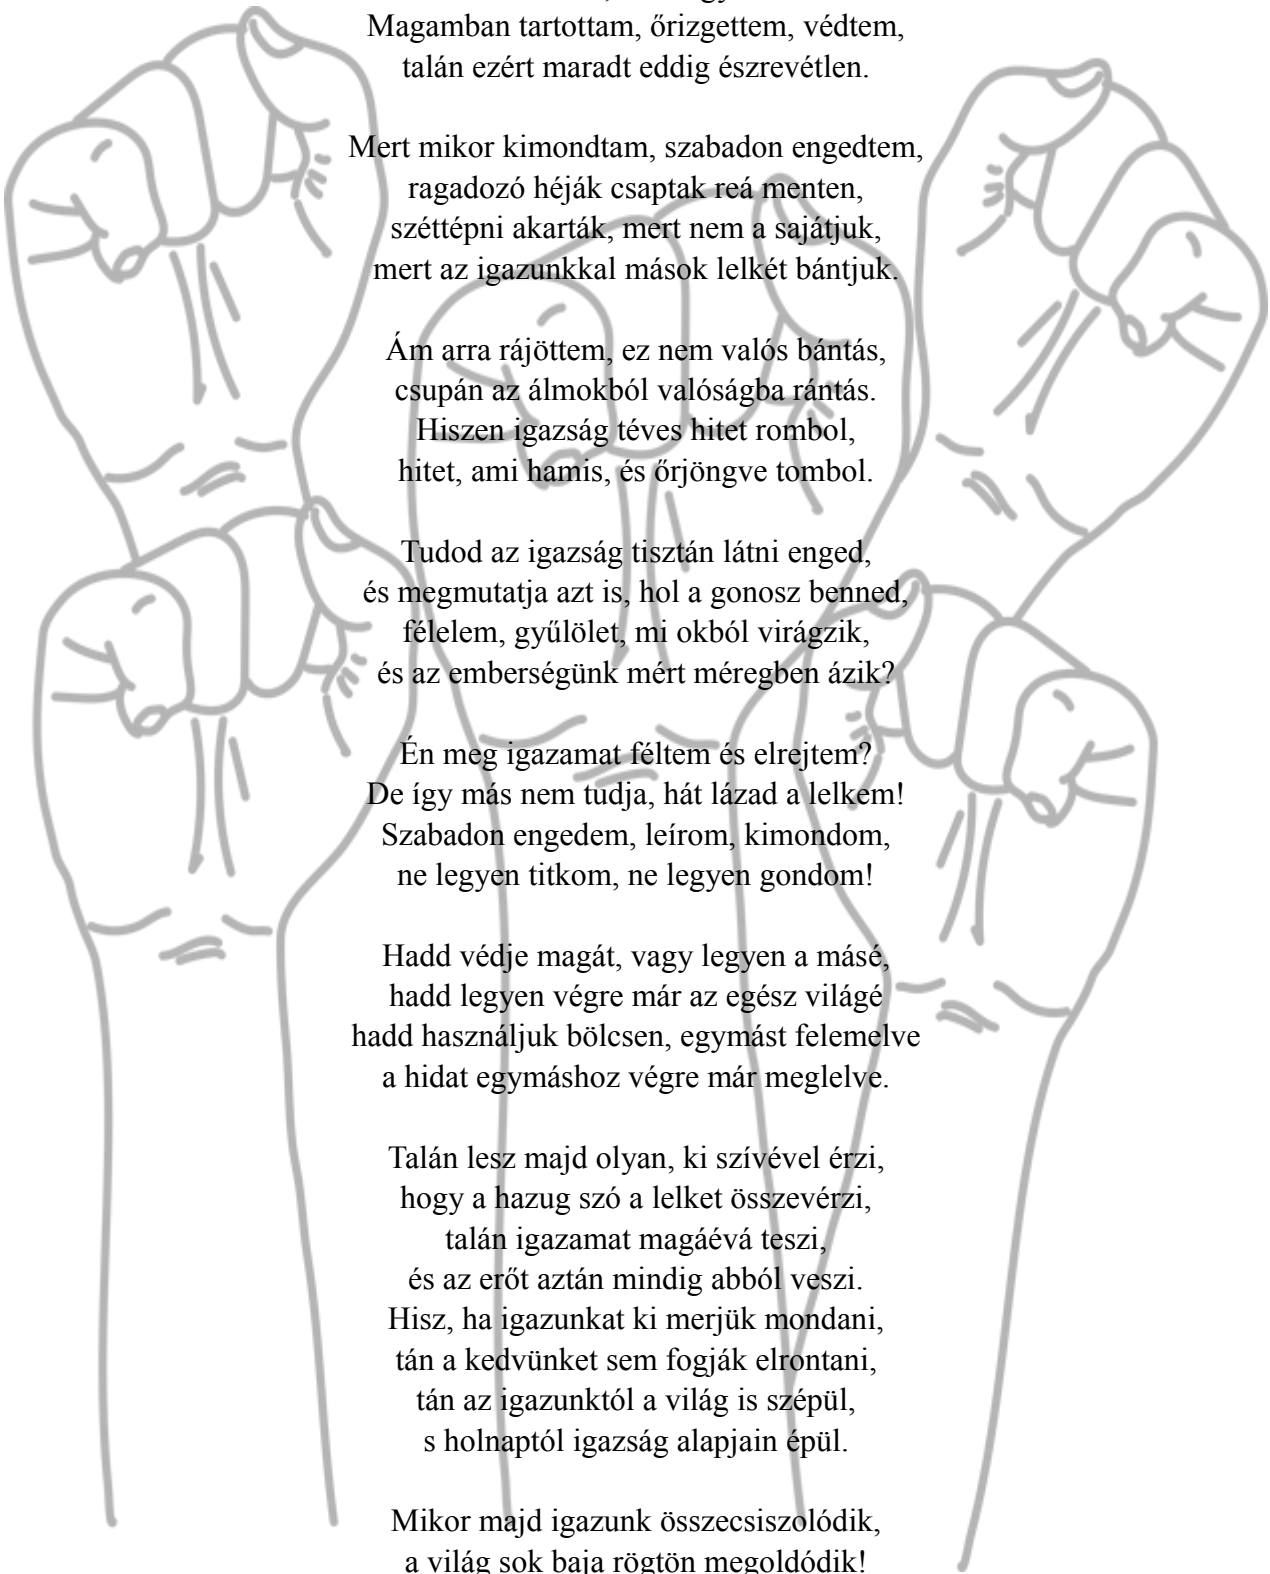 Magamban tartottam, őrizgettem, védtem,
talán ezért maradt eddig észrevétlen.
Mert mikor kimondtam, szabadon engedtem,
ragadozó héják csaptak reá menten,
széttépni akarták, mert nem a sajátjuk,
mert az igazunkkal mások lelkét bántjuk.
Ám arra rájöttem, ez nem valós bántás,
csupán az álmokból valóságba rántás.
Hiszen igazság téves hitet rombol,
hitet, ami hamis, és őrjöngve tombol.
Tudod az igazság tisztán látni enged,
és megmutatja azt is, hol a gonosz benned,
félelem, gyűlölet, mi okból virágzik,
és az emberségünk mért méregben ázik?
Én meg igazamat féltem és elrejtem?
De így más nem tudja, hát lázad a lelkem!
Szabadon engedem, leírom, kimondom,
ne legyen titkom, ne legyen gondom!
Hadd védje magát, vagy legyen a másé,
hadd legyen végre már az egész világé
hadd használjuk bölcsen, egymást felemelve
a hidat egymáshoz végre már meglelve.
Talán lesz majd olyan, ki szívével érzi,
hogy a hazug szó a lelket összevérzi,
talán igazamat magáévá teszi,
és az erőt aztán mindig abból veszi.
Hisz, ha igazunkat ki merjük mondani,
tán a kedvünket sem fogják elrontani,
tán az igazunktól a világ is szépül,
s holnaptól igazság alapjain épül.
Mikor majd igazunk összecsiszolódik,
a világ sok baja rögtön megoldódik!